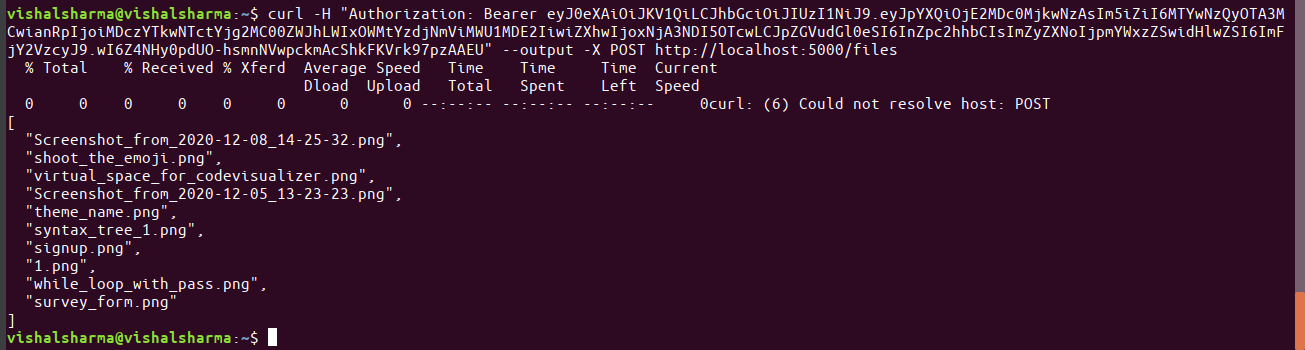 vishalsharma@vishalsharma:~$ curl -H "Authorization: Bearer eyJ0eXAiOiJKV1QiLCJhbGciOiJIUzI1NiJ9.eyJpYXQiOjE2MDc0MjkwNzAsIm5iZiI6MTYwNzQyOTA3M
CwianRpIjoiMDczYTkwNTctYjg2MC00ZWJhLWIxOWMtYzdjNmViMWU1MDE2IiwiZXhwIjoxNjA3NDI5OTcwLCJpZGVudGl0eSI6InZpc2hhbCIsImZyZXNoIjpmYWxzZSwidHlwZSI6ImF
jY2VzcyJ9.wI6Z4NHy0pdUO-hsmnNVwpckmAcShkFKVrk97pzAAEU" --output -X POST http://localhost:5000/files
% Total % Received % Xferd Average Speed Time Time Time Current
Dload Upload Total Spent Left Speed
0 0 0 0 0 0 0 0 --:--:-- --:--:-- --:--:-- 0curl: (6) Could not resolve host: POST
[
"Screenshot_from_2020-12-08_14-25-32.png",
"shoot_the_emoji.png",
"virtual_space_for_codevisualizer.png",
"Screenshot_from_2020-12-05_13-23-23.png",
"theme_name.png",
"syntax_tree_1.png",
"signup.png",
"1.png",
"while_loop_with_pass.png",
"survey_form.png"
]
vishalsharma@vishalsharma:~$